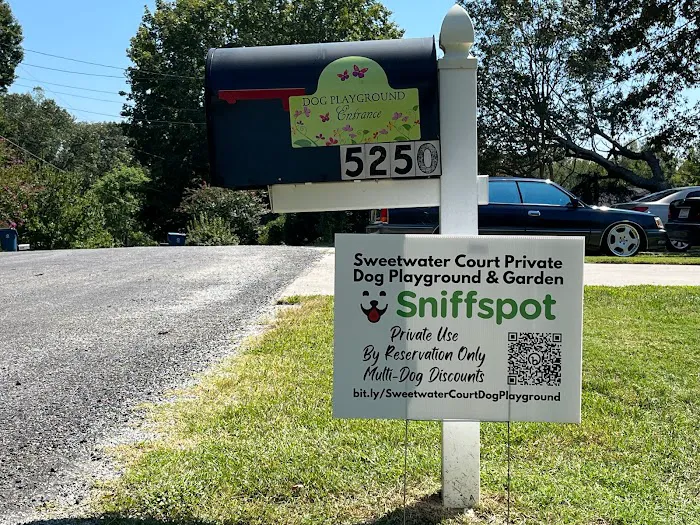 DOG PLAYGROUND
Entrance
5250
Sweetwater Court Private
Dog Playground & Garden
Sniffspot
Private Use
By Reservation Only
Multi-Dog Discounts
bit.ly/SweetwaterCourtDogPlayground